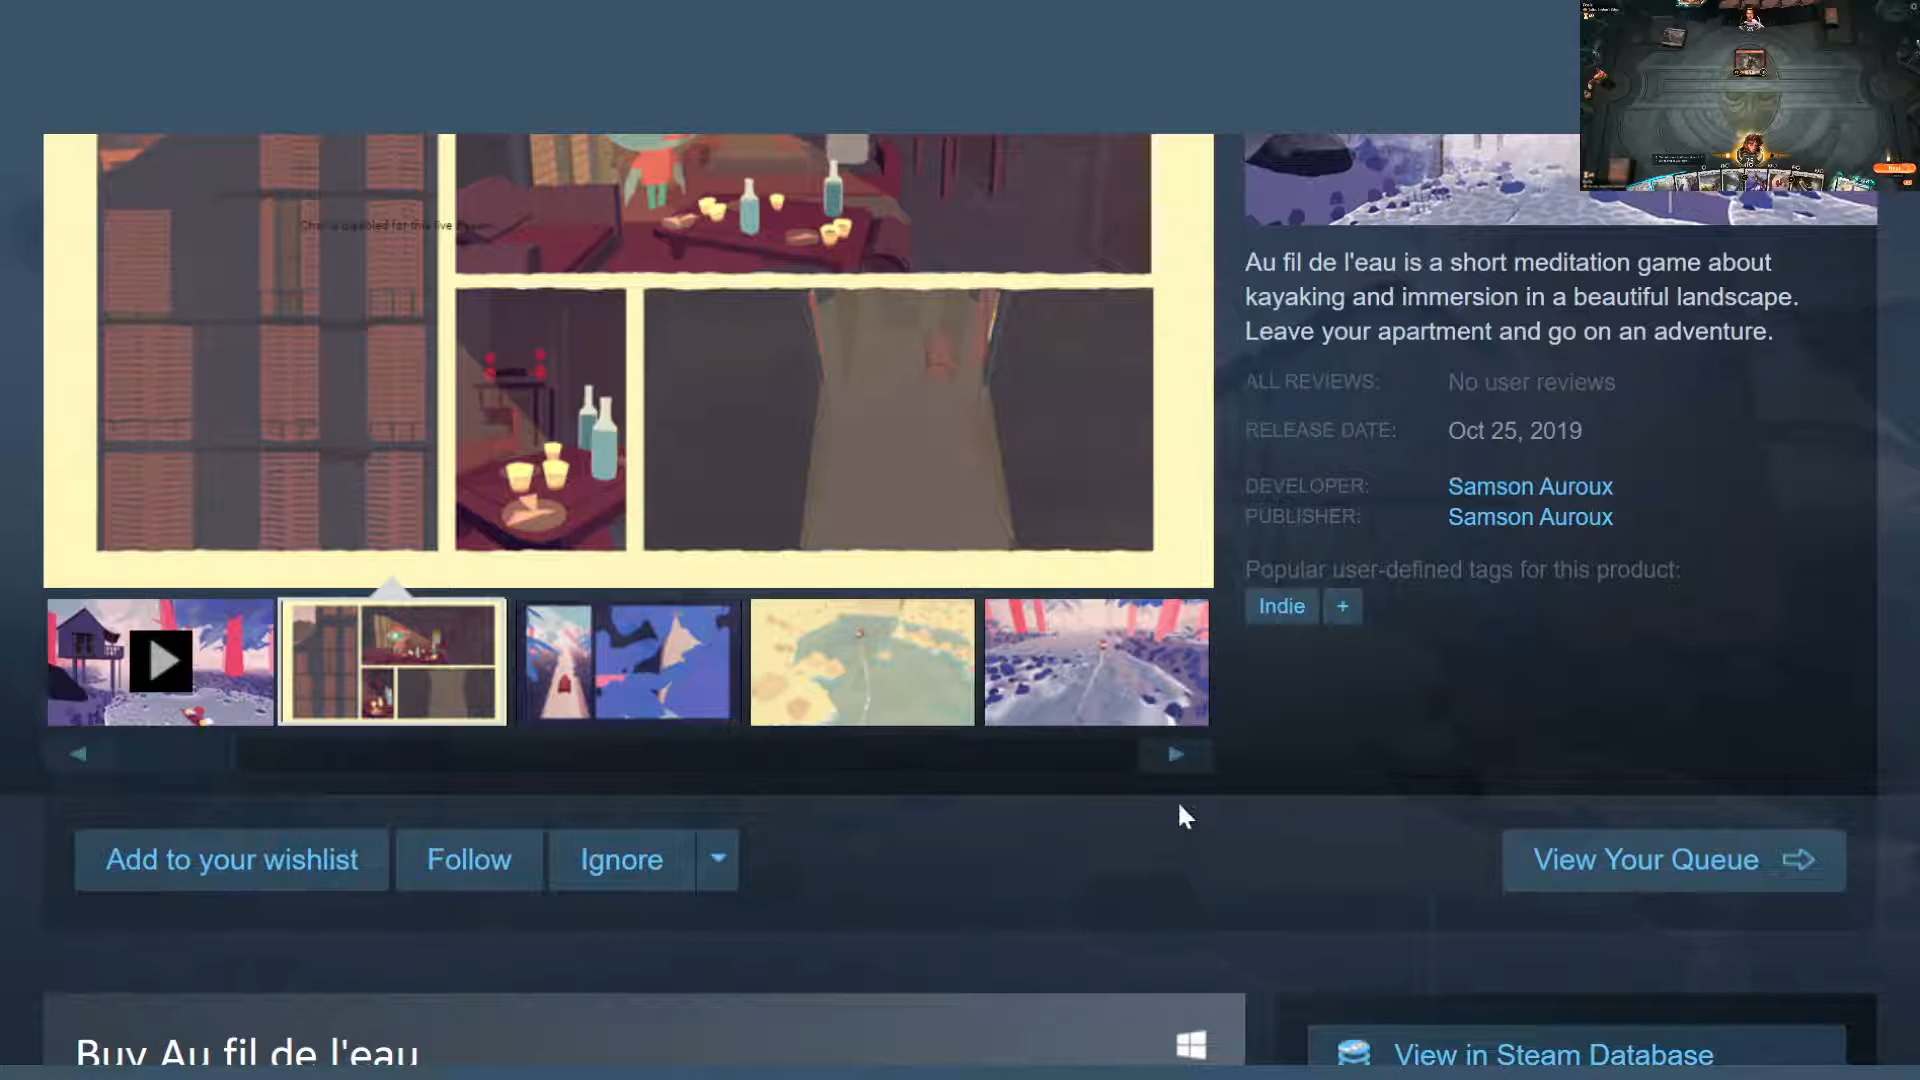 Au fil de l'eau is a short meditation game about
kayaking and immersion in a beautiful landscape.
Leave your apartment and go on an adventure.
ALL REVIEWS: No user reviews
RELEASE DATE: Oct 25, 2019
DEVELOPER: Samson Auroux
PUBLISHER: Samson Auroux
Popular user-defined tags for this product:
Indie +
Add to your wishlist Follow Ignore View Your Queue
Buy Au fil de l'eau
View in Steam Database